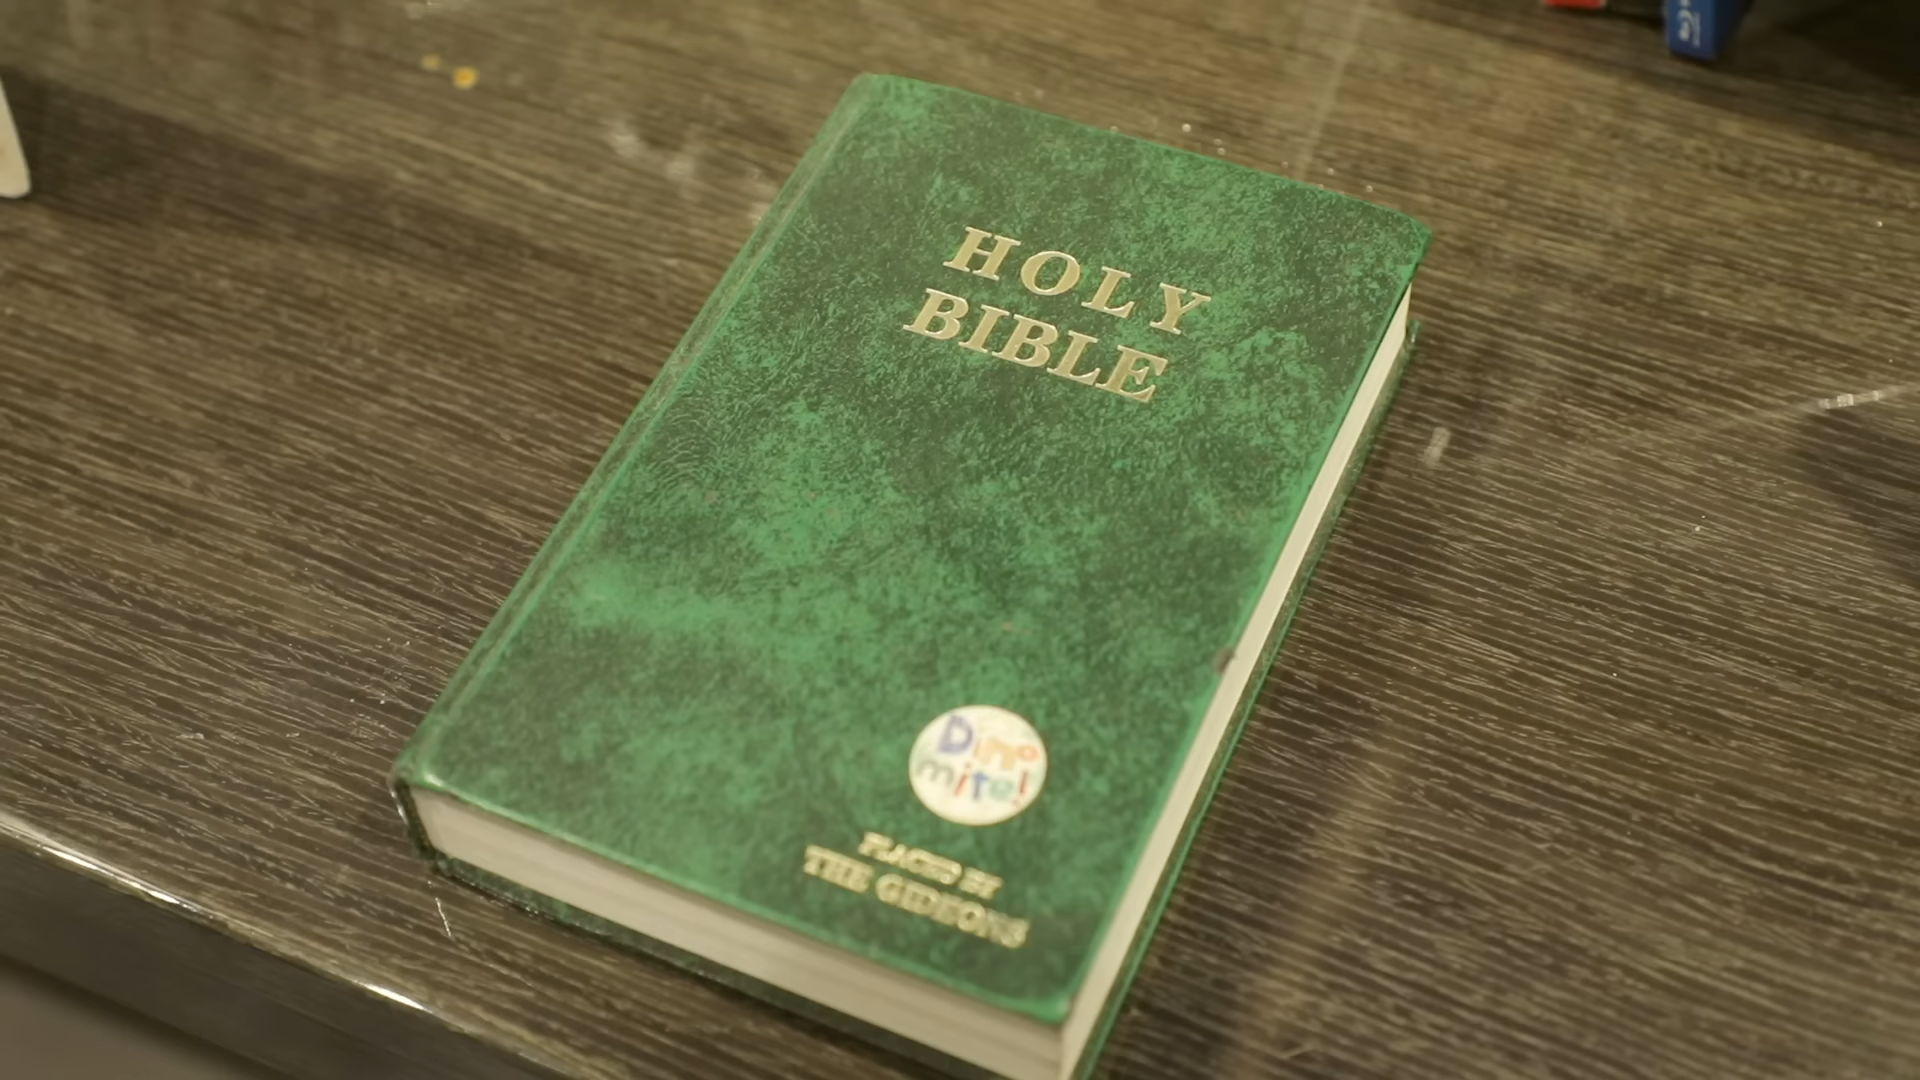 HOLY
BIBLE
Dino
mite!
PLACED BY
THE GIDEONS